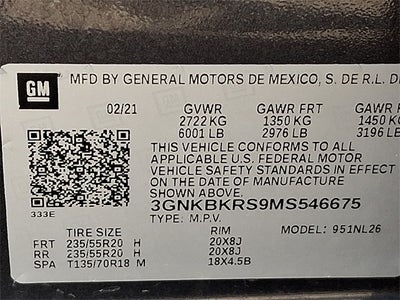 GM
MFD BY GENERAL MOTORS DE MEXICO, S. DE R.L. DE
02/21 GVWR GAWR FRT GAWR
2722 KG 1350 KG 1450 K
6001 LB 2976 LB 3196 LB
THIS VEHICLE CONFORMS TO ALL
APPLICABLE U.S. FEDERAL MOTOR
VEHICLE SAFETY STANDARDS IN EFFECT
ON THE DATE OF MANUFACTURE
SHOWN ABOVE.
333E
3GNKBKRS9MS546675
TYPE: M.P.V.
TIRE SIZE RIM MODEL: 951NL26
FRT 235/55R20 H 20X8J
RR 235/55R20 H 20X8J
SPA T135/70R18 M 18X4.5B